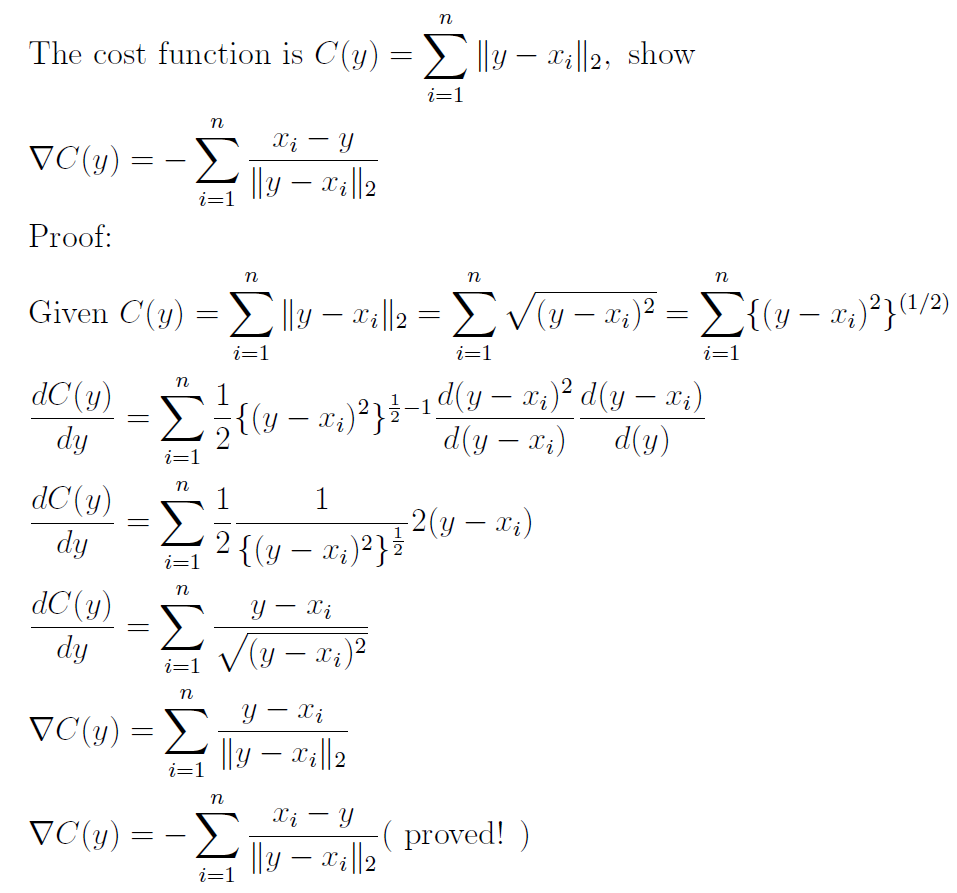 The cost function is $C(y) = \sum_{i=1}^{n} \|y - x_i\|_2$, show
$\nabla C(y) = -\sum_{i=1}^{n} \frac{x_i - y}{\|y - x_i\|_2}$
Proof:
Given $C(y) = \sum_{i=1}^{n} \|y - x_i\|_2 = \sum_{i=1}^{n} \sqrt{(y - x_i)^2} = \sum_{i=1}^{n} \{(y - x_i)^2\}^{(1/2)}$
$\frac{dC(y)}{dy} = \sum_{i=1}^{n} \frac{1}{2} \{(y - x_i)^2\}^{\frac{1}{2}-1} \frac{d(y - x_i)^2}{d(y - x_i)} \frac{d(y - x_i)}{d(y)}$
$\frac{dC(y)}{dy} = \sum_{i=1}^{n} \frac{1}{2} \frac{1}{\{(y - x_i)^2\}^{\frac{1}{2}}} 2(y - x_i)$
$\frac{dC(y)}{dy} = \sum_{i=1}^{n} \frac{y - x_i}{\sqrt{(y - x_i)^2}}$
$\nabla C(y) = \sum_{i=1}^{n} \frac{y - x_i}{\|y - x_i\|_2}$
$\nabla C(y) = -\sum_{i=1}^{n} \frac{x_i - y}{\|y - x_i\|_2}$( proved! )